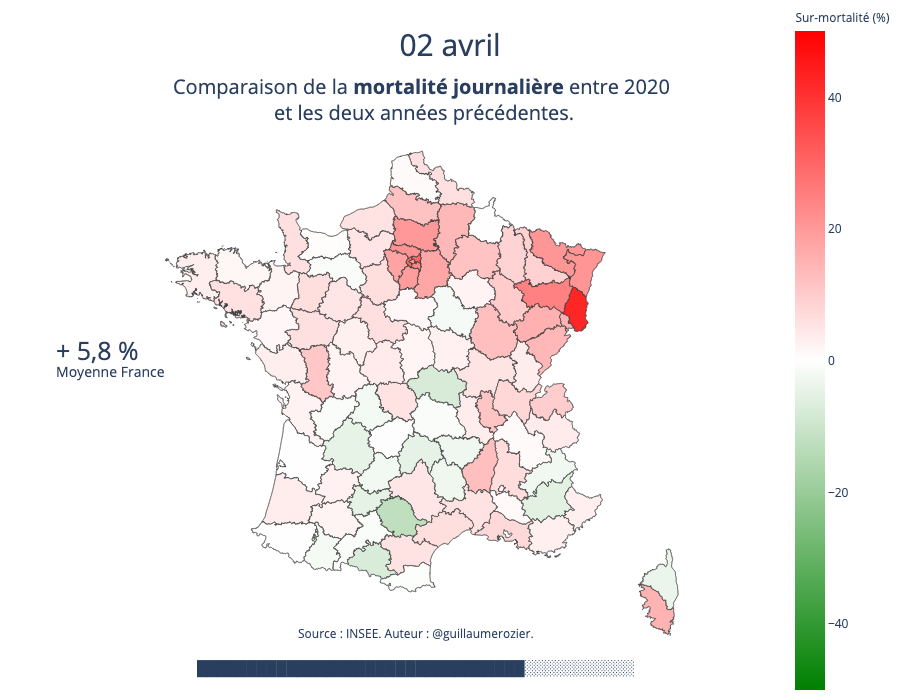 Sur-mortalité (%)
02 avril
Comparaison de la mortalité journalière entre 2020
et les deux années précédentes.
40
20
0
−20
−40
+ 5,8 %
Moyenne France
Source : INSEE. Auteur : @guillaumerozier.